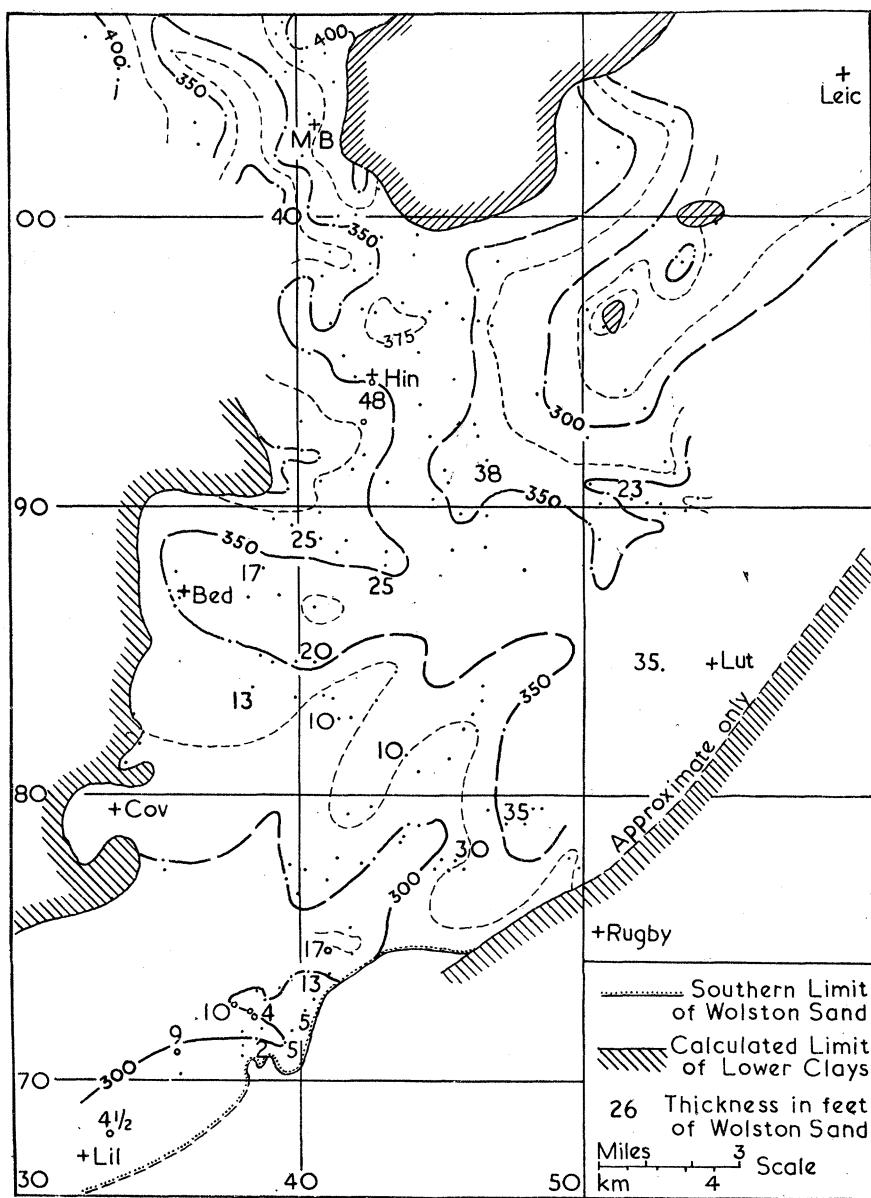 400
400
350
+
Leic
M+B
00
40
350
375
+Hin
48
300
38
350
23
90
350
25
17
25
+Bed
20
35.
+Lut
13
350
10
10
Approximate only
80
+Cov
35
30
300
+Rugby
17
13
10
4
5
9
2
5
70
300
4½
+Lil
30
40
50
Southern Limit
of Wolston Sand
Calculated Limit
of Lower Clays
26 Thickness in feet
of Wolston Sand
Miles 3
km 4 Scale